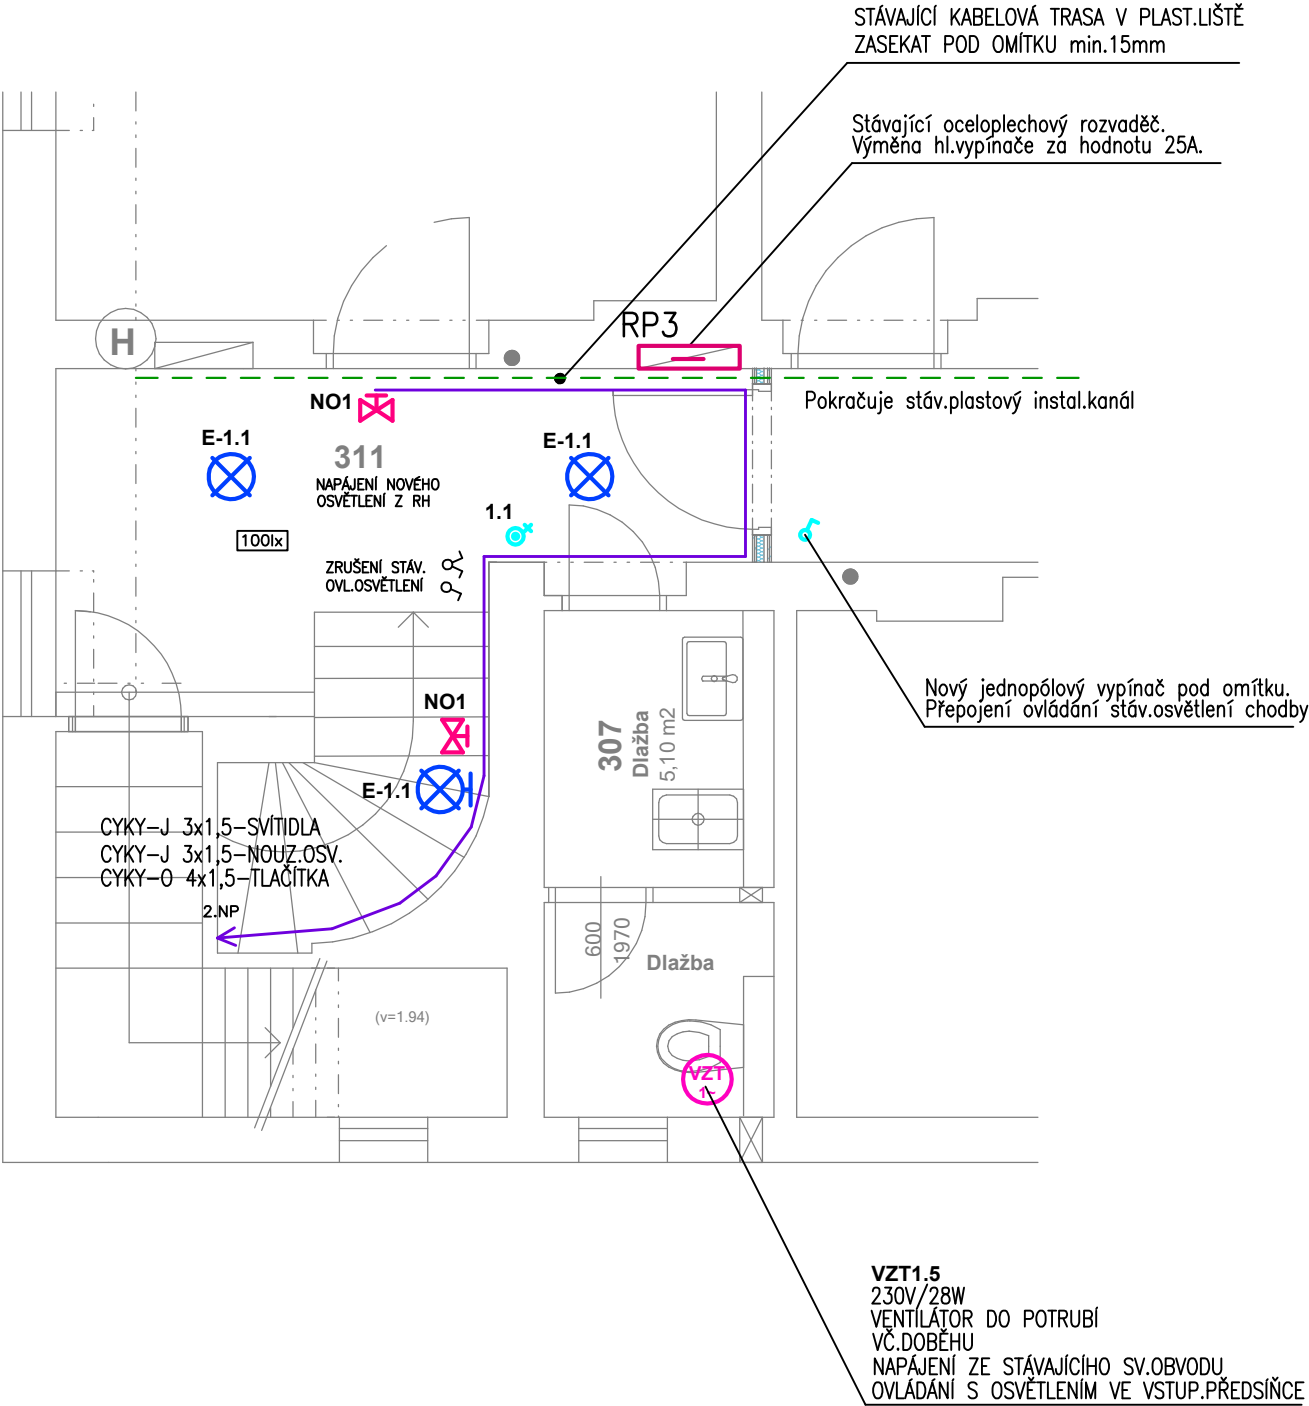 STÁVAJÍCÍ KABELOVÁ TRASA V PLAST.LIŠTĚ
ZASEKAT POD OMÍTKU min.15mm
Stávající oceloplechový rozvaděč.
Výměna hl.vypínače za hodnotu 25A.
RP3
H
NO1
Pokračuje stáv.plastový instal.kanál
E-1.1
E-1.1
311
NAPÁJENÍ NOVÉHO
OSVĚTLENÍ Z RH
1.1
100lx
ZRUŠENÍ STÁV.
OVL.OSVĚTLENÍ
Nový jednopólový vypínač pod omítku.
Přepojení ovládání stáv.osvětlení chodby
NO1
307
Dlažba
5,10 m2
E-1.1
CYKY-J 3x1,5-SVÍTIDLA
CYKY-J 3x1,5-NOUZ.OSV.
CYKY-O 4x1,5-TLAČÍTKA
2.NP
600
1970
Dlažba
(v=1.94)
VZT
1~
VZT1.5
230V/28W
VENTILÁTOR DO POTRUBÍ
VČ.DOBĚHU
NAPÁJENÍ ZE STÁVAJÍCÍHO SV.OBVODU
OVLÁDÁNÍ S OSVĚTLENÍM VE VSTUP.PŘEDSÍŇCE